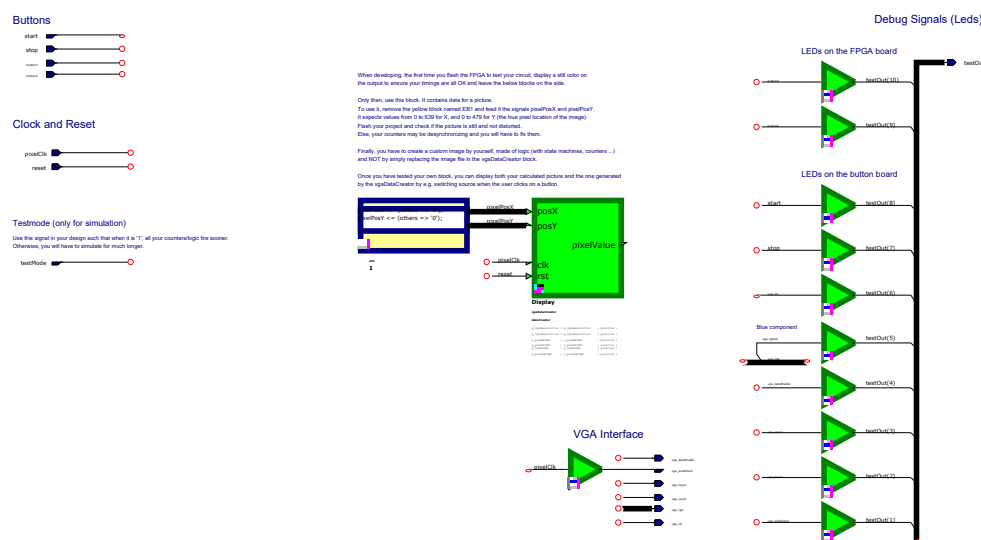 Buttons
start
stop
Clock and Reset
pixelClk
reset
Testmode (only for simulation)
Use this signal in your design such that when it is '1', all your counters/logic fire sooner.
Otherwise, you will have to simulate for much longer.
testMode
When developing, the first time you flash the FPGA to test your circuit, display a still color on
the output to ensure your timings are all OK and leave the below blocks on the side.
Only then, use this block. It contains data for a picture.
To use it, remove the yellow block named EB1 and feed it the signals pixelPosX and pixelPosY.
It expects values from 0 to 639 for X, and 0 to 479 for Y (the true pixel location of the image).
Flash your project and check if the picture is still and not distorted.
Else, your counters may be desynchronizing and you will have to fix them.
Finally, you have to create a custom image by yourself, made of logic (with state machines, counters ...)
and NOT by simply replacing the image file in the vgaDataCreator block.
Once you have tested your own block, you can display both your calculated picture and the one generated
by the vgaDataCreator by e.g. switching source when the user clicks on a button.
pixelPosY <= (others => '0');
1
pixelPosX
pixelPosY
pixelClk
reset
posX
posY
pixelValue
clk
rst
Display
vgaDataCreator
dataCreator
VGA Interface
pixelClk
vga_dataEnable
vga_pixelClock
vga_hsync
vga_vsync
vga_rgb
Debug Signals (Leds)
LEDs on the FPGA board
testOut(10)
testOut(9)
LEDs on the button board
start
testOut(8)
stop
testOut(7)
testOut(6)
Blue component
testOut(5)
vga_dataEnable
testOut(4)
testOut(3)
testOut(2)
testOut(1)